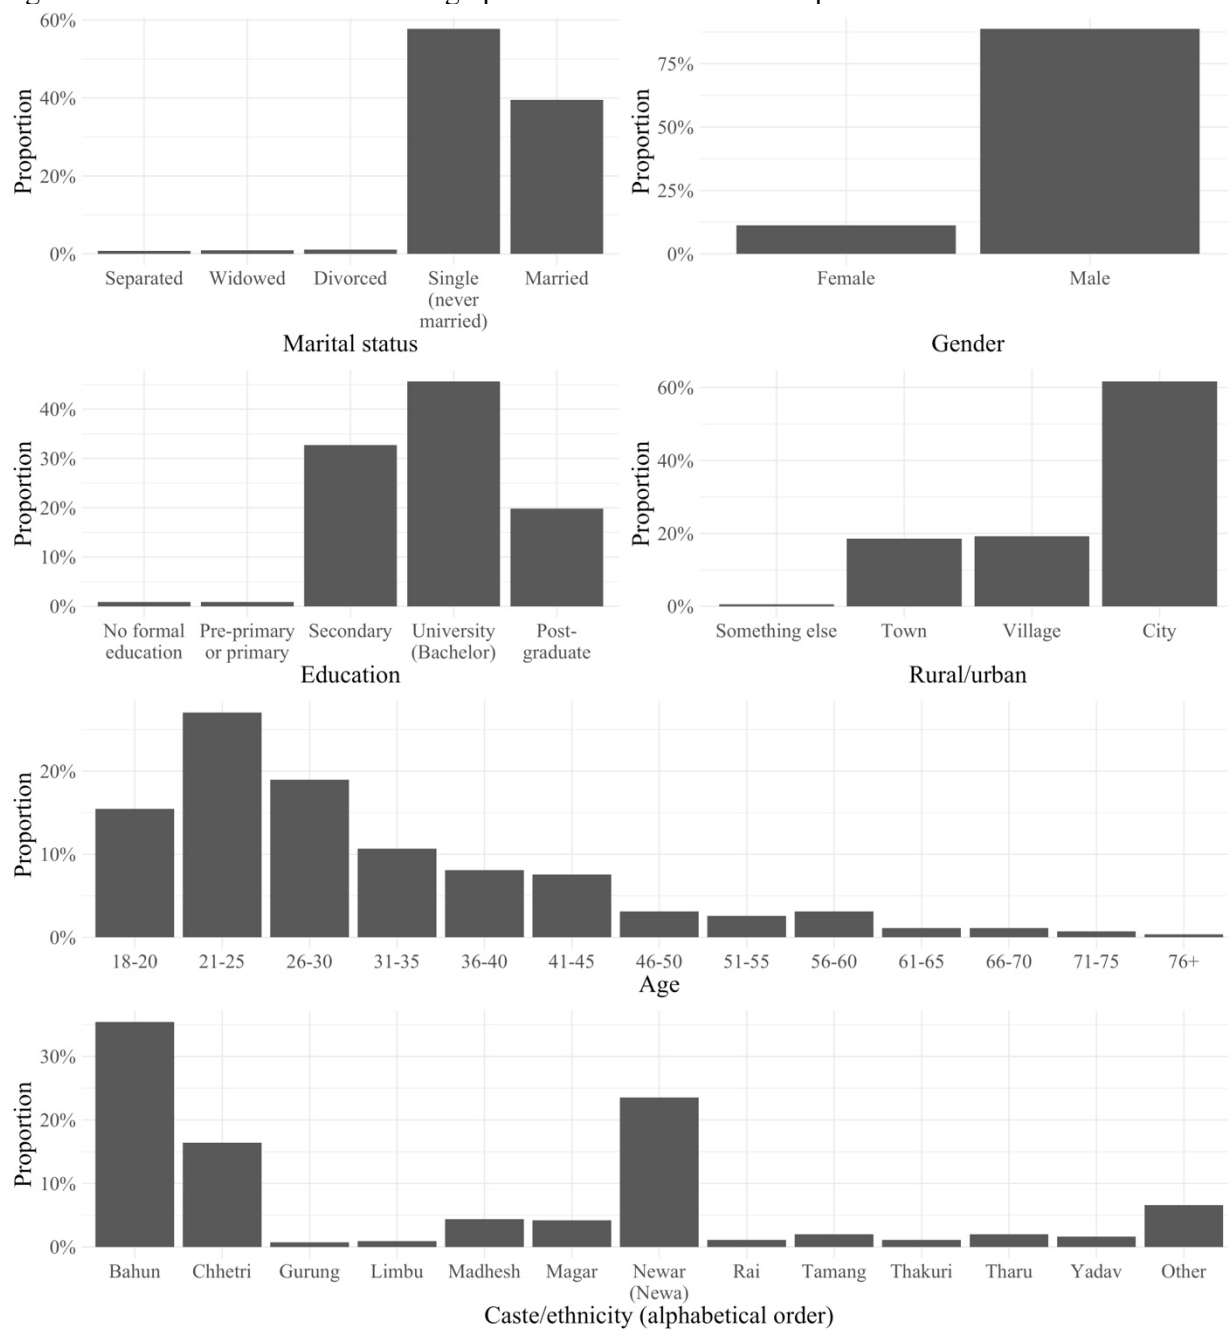 60%
40%
20%
0%
Proportion
Separated Widowed Divorced Single Married
(never
married)
Marital status
75%
50%
25%
0%
Proportion
Female Male
Gender
40%
30%
20%
10%
0%
Proportion
No formal Pre-primary Secondary University Post-
education or primary (Bachelor) graduate
Education
60%
40%
20%
0%
Proportion
Something else Town Village City
Rural/urban
20%
10%
0%
Proportion
18-20 21-25 26-30 31-35 36-40 41-45 46-50 51-55 56-60 61-65 66-70 71-75 76+
Age
30%
20%
10%
0%
Proportion
Bahun Chhetri Gurung Limbu Madhesh Magar Newar Rai Tamang Thakuri Tharu Yadav Other
(Newa)
Caste/ethnicity (alphabetical order)